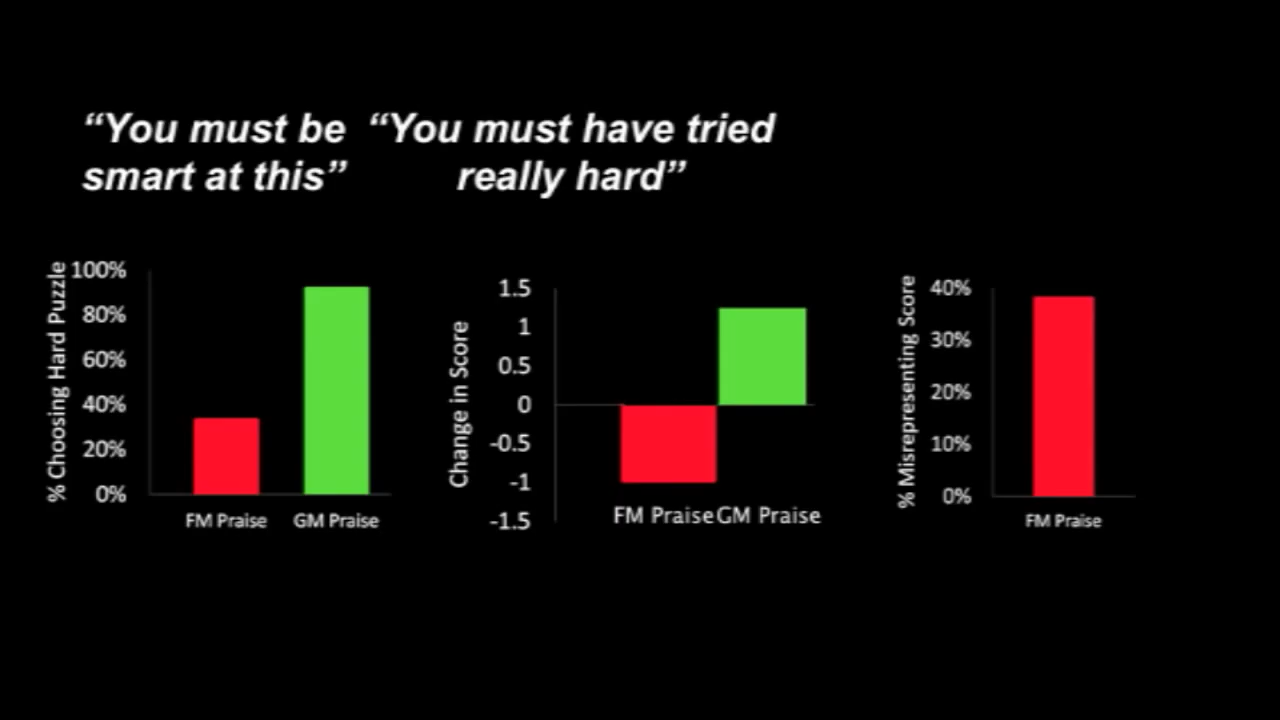 “You must be
smart at this”
“You must have tried
really hard”
% Choosing Hard Puzzle
100%
80%
60%
40%
20%
0%
FM Praise
GM Praise
Change in Score
1.5
1
0.5
0
-0.5
-1
-1.5
FM Praise
GM Praise
% Misrepresenting Score
40%
30%
20%
10%
0%
FM Praise